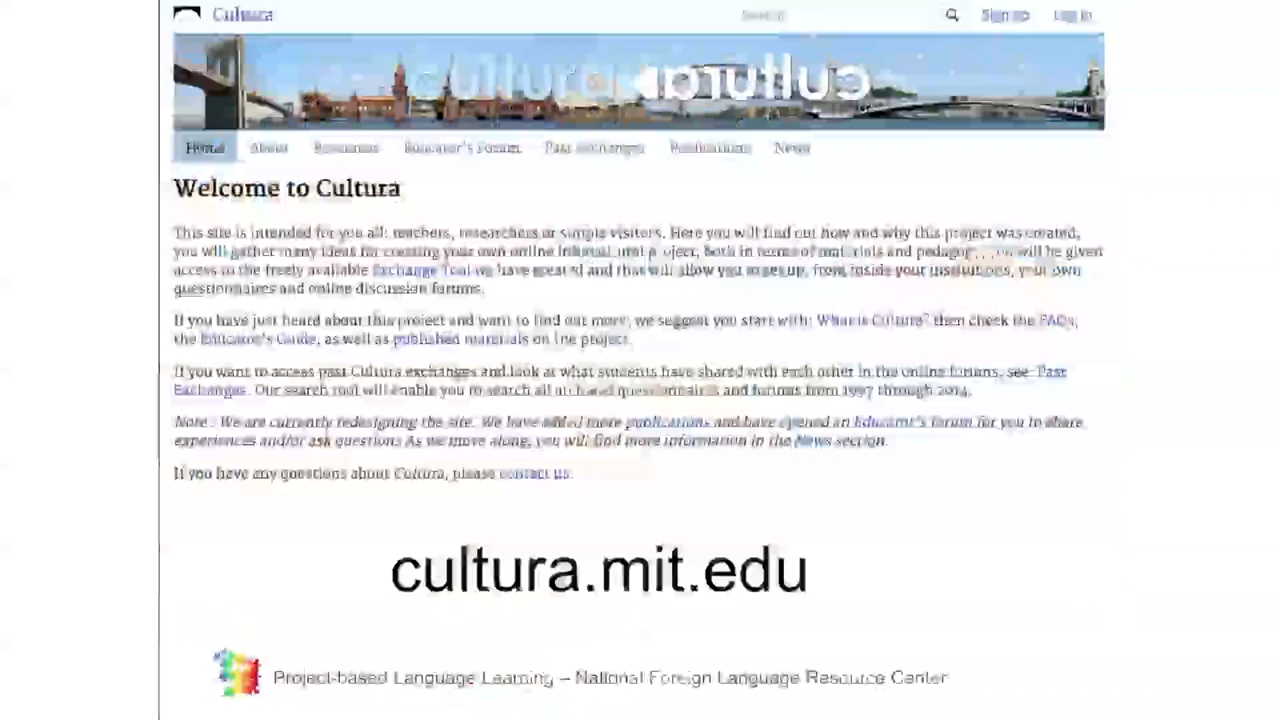 Cultura
Search
Sign up Log in
cultura cultura
Home About Resources Educator's Forum Past Exchanges Publications News
Welcome to Cultura
This site is intended for you all: teachers, researchers or simple visitors. Here you will find out how and why this project was created,
you will gather many ideas for creating your own online intercultural project, both in terms of materials and pedagogy. You will be given
access to the freely available Exchange Tool we have created and that will allow you to set up, from inside your institutions, your own
questionnaires and online discussion forums.
If you have just heard about this project and want to find out more, we suggest you start with: What is Cultura? then check the FAQs,
the Educator's Guide, as well as published materials on the project.
If you want to access past Cultura exchanges and look at what students have shared with each other in the online forums, see: Past
Exchanges. Our search tool will enable you to search all archived questionnaires and forums from 1997 through 2014.
Note : We are currently redesigning the site. We have added more publications and have opened an Educator's forum for you to share
experiences and/or ask questions As we move along, you will find more information in the News section.
If you have any questions about Cultura, please contact us.
cultura.mit.edu
Project-based Language Learning – National Foreign Language Resource Center